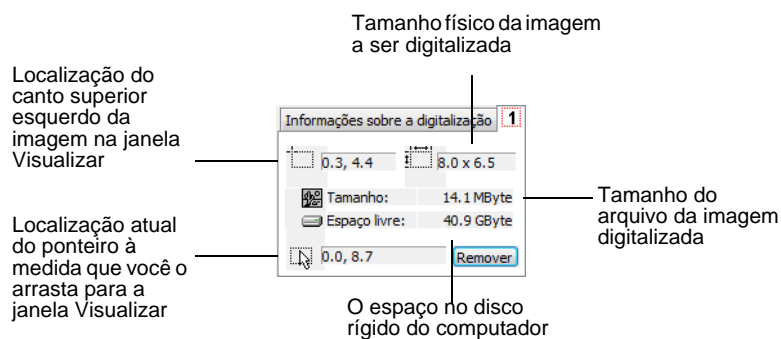 Tamanho físico da imagem
a ser digitalizada
Localização do
canto superior
esquerdo da
imagem na janela
Visualizar
Informações sobre a digitalização 1
0.3, 4.4 8.0 x 6.5
Tamanho: 14.1 MByte
Espaço livre: 40.9 GByte
0.0, 8.7 Remover
Tamanho do
arquivo da imagem
digitalizada
Localização atual
do ponteiro à
medida que você o
arrasta para a
janela Visualizar
O espaço no disco
rígido do computador